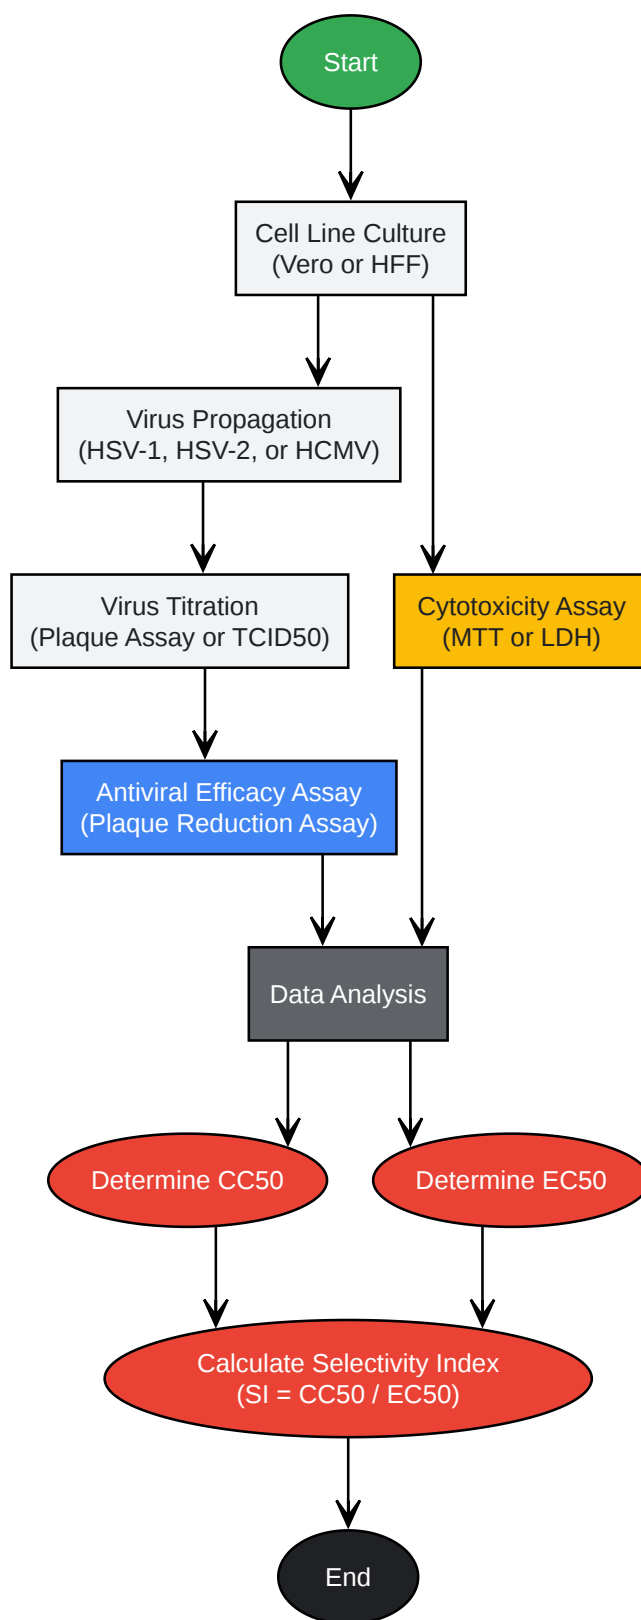 Start
Cell Line Culture
(Vero or HFF)
Virus Propagation
(HSV-1, HSV-2, or HCMV)
Virus Titration
(Plaque Assay or TCID50)
Cytotoxicity Assay
(MTT or LDH)
Antiviral Efficacy Assay
(Plaque Reduction Assay)
Data Analysis
Determine CC50
Determine EC50
Calculate Selectivity Index
(SI = CC50 / EC50)
End